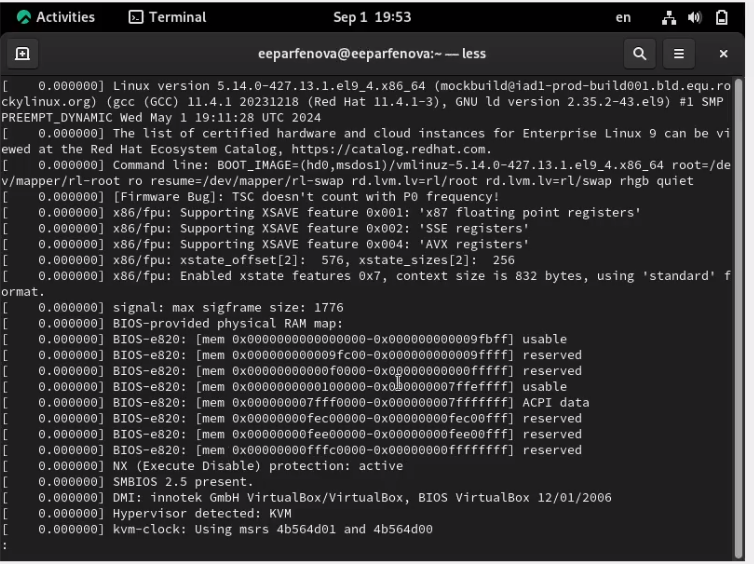 Activities Terminal Sep 1 19:53 en
eeparfenova@eeparfenova:~ — less
[    0.000000] Linux version 5.14.0-427.13.1.el9_4.x86_64 (mockbuild@iad1-prod-build001.bld.equ.ro
ckylinux.org) (gcc (GCC) 11.4.1 20231218 (Red Hat 11.4.1-3), GNU ld version 2.35.2-43.el9) #1 SMP
PREEMPT_DYNAMIC Wed May 1 19:11:28 UTC 2024
[    0.000000] The list of certified hardware and cloud instances for Enterprise Linux 9 can be vi
ewed at the Red Hat Ecosystem Catalog, https://catalog.redhat.com.
[    0.000000] Command line: BOOT_IMAGE=(hd0,msdos1)/vmlinuz-5.14.0-427.13.1.el9_4.x86_64 root=/de
v/mapper/rl-root ro resume=/dev/mapper/rl-swap rd.lvm.lv=rl/root rd.lvm.lv=rl/swap rhgb quiet
[    0.000000] [Firmware Bug]: TSC doesn't count with P0 frequency!
[    0.000000] x86/fpu: Supporting XSAVE feature 0x001: 'x87 floating point registers'
[    0.000000] x86/fpu: Supporting XSAVE feature 0x002: 'SSE registers'
[    0.000000] x86/fpu: Supporting XSAVE feature 0x004: 'AVX registers'
[    0.000000] x86/fpu: xstate_offset[2]:  576, xstate_sizes[2]:  256
[    0.000000] x86/fpu: Enabled xstate features 0x7, context size is 832 bytes, using 'standard' f
ormat.
[    0.000000] signal: max sigframe size: 1776
[    0.000000] BIOS-provided physical RAM map:
[    0.000000] BIOS-e820: [mem 0x0000000000000000-0x000000000009fbff] usable
[    0.000000] BIOS-e820: [mem 0x000000000009fc00-0x000000000009ffff] reserved
[    0.000000] BIOS-e820: [mem 0x00000000000f0000-0x00000000000fffff] reserved
[    0.000000] BIOS-e820: [mem 0x0000000000100000-0x000000007ffeffff] usable
[    0.000000] BIOS-e820: [mem 0x000000007fff0000-0x000000007fffffff] ACPI data
[    0.000000] BIOS-e820: [mem 0x00000000fec00000-0x00000000fec00fff] reserved
[    0.000000] BIOS-e820: [mem 0x00000000fee00000-0x00000000fee00fff] reserved
[    0.000000] BIOS-e820: [mem 0x00000000fffc0000-0x00000000ffffffff] reserved
[    0.000000] NX (Execute Disable) protection: active
[    0.000000] SMBIOS 2.5 present.
[    0.000000] DMI: innotek GmbH VirtualBox/VirtualBox, BIOS VirtualBox 12/01/2006
[    0.000000] Hypervisor detected: KVM
[    0.000000] kvm-clock: Using msrs 4b564d01 and 4b564d00
: